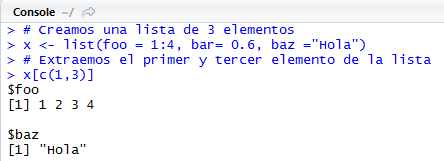 Console ~/
> # Creamos una lista de 3 elementos
> x <- list(foo = 1:4, bar= 0.6, baz ="Hola")
> # Extraemos el primer y tercer elemento de la lista
> x[c(1,3)]
$foo
[1] 1 2 3 4
$baz
[1] "Hola"